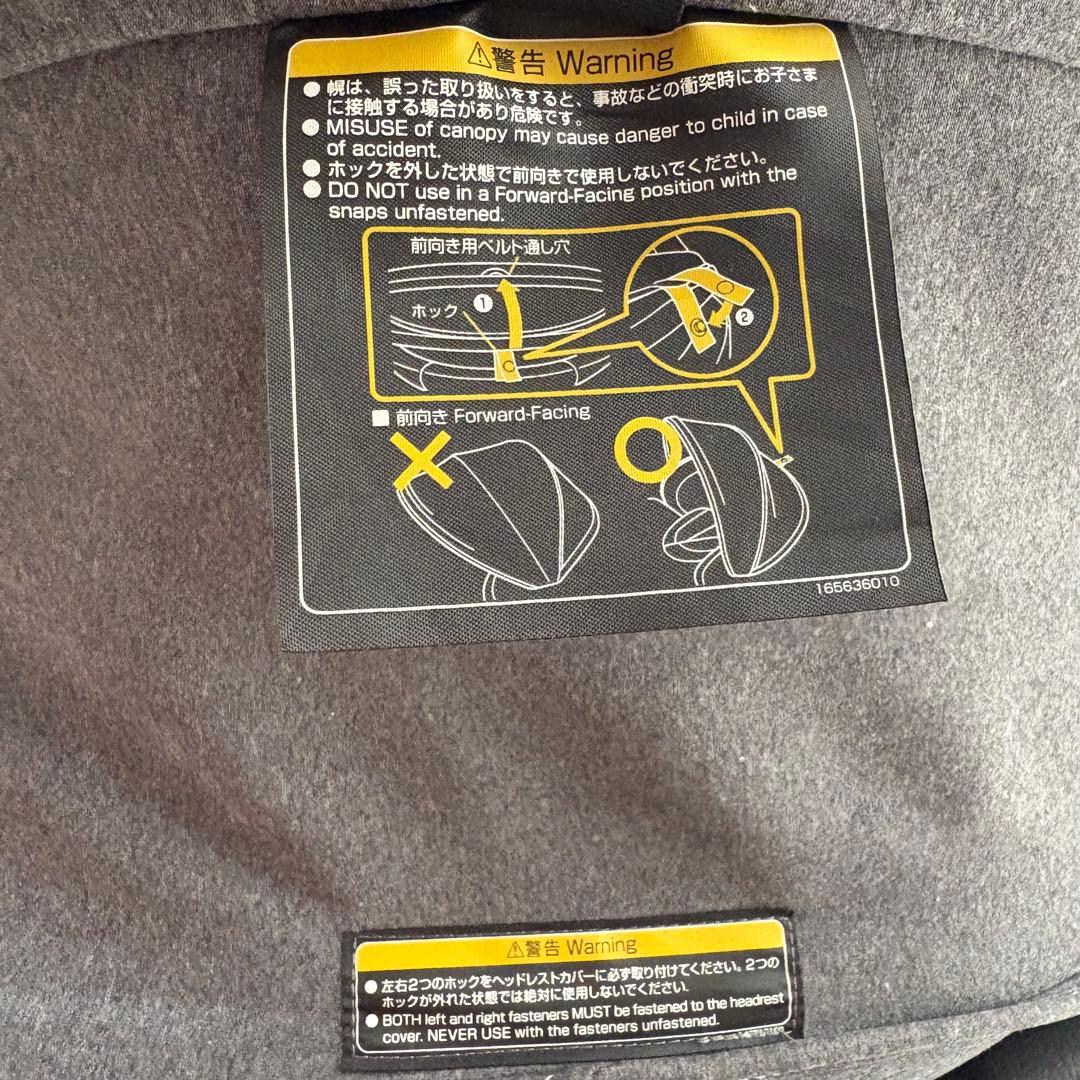 ⚠警告 Warning
● 幌は、誤った取り扱いをすると、事故などの衝突時にお子さま
に接触する場合があり危険です。
● MISUSE of canopy may cause danger to child in case
of accident.
● ホックを外した状態で前向きで使用しないでください。
● DO NOT use in a Forward-Facing position with the
snaps unfastened.
前向き用ベルト通し穴
ホック
1
2
■ 前向き Forward-Facing
165636010
⚠警告 Warning
● 左右2つのホックをヘッドレストカバーに必ず取り付けてください。2つの
ホックが外れた状態では絶対に使用しないでください。
● BOTH left and right fasteners MUST be fastened to the headrest
cover. NEVER USE with the fasteners unfastened.